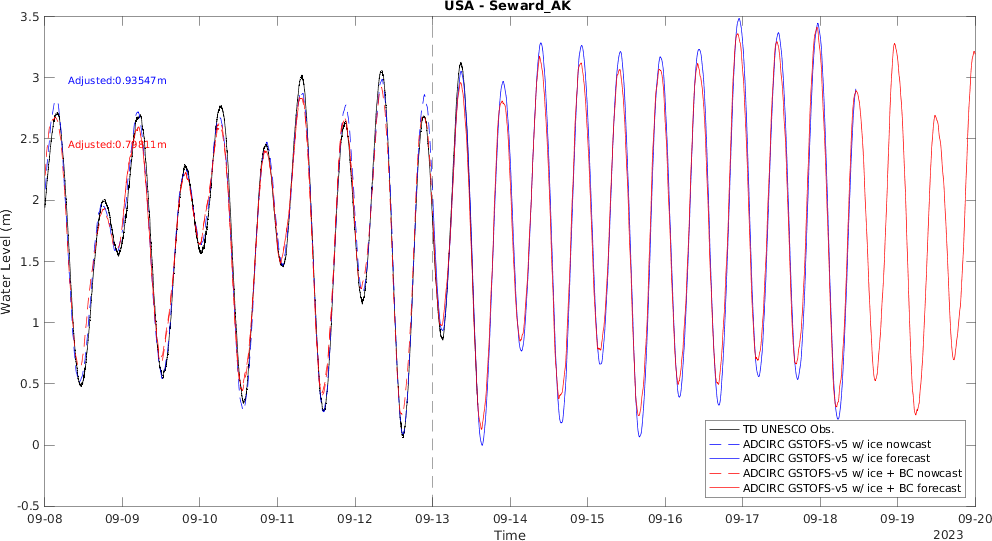 USA - Seward_AK
3.5
3
2.5
2
1.5
1
0.5
0
-0.5
Water Level (m)
Adjusted:0.93547m
Adjusted:0.79811m
TD UNESCO Obs.
ADCIRC GSTOFS-v5 w/ ice nowcast
ADCIRC GSTOFS-v5 w/ ice forecast
ADCIRC GSTOFS-v5 w/ ice + BC nowcast
ADCIRC GSTOFS-v5 w/ ice + BC forecast
09-08 09-09 09-10 09-11 09-12 09-13 09-14 09-15 09-16 09-17 09-18 09-19 09-20
Time
2023